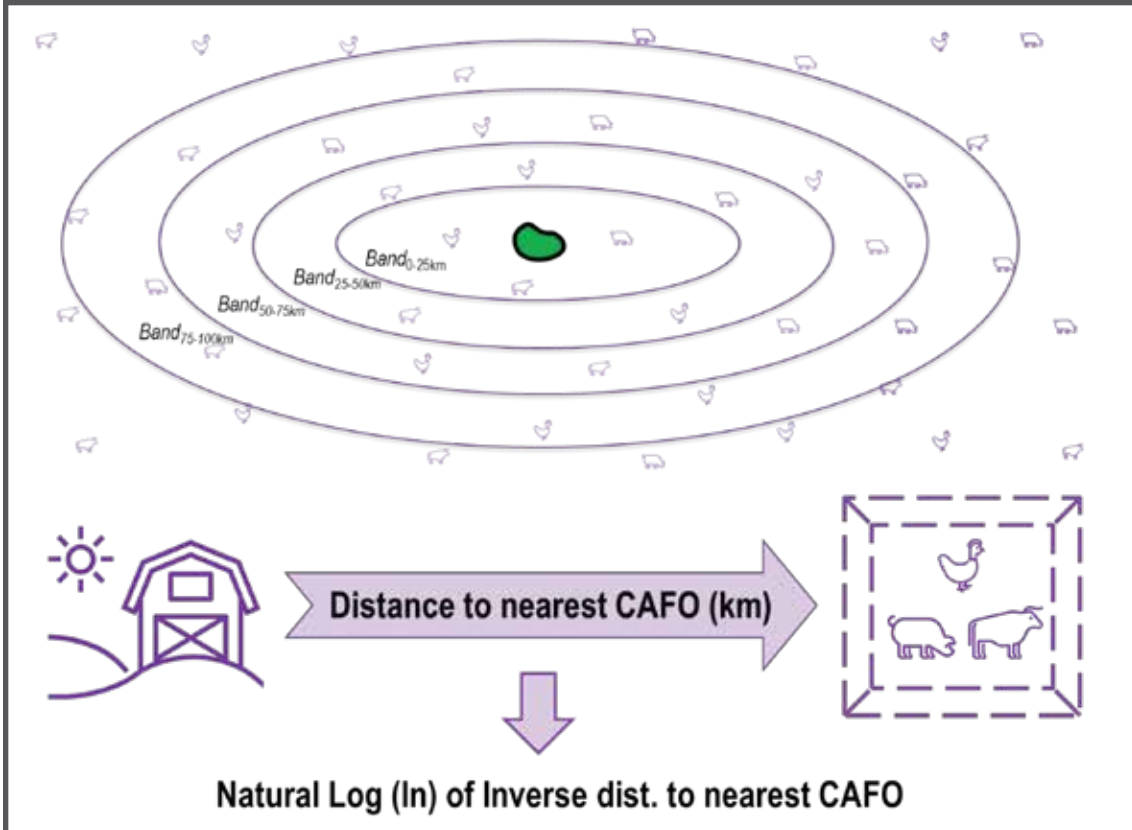 Band0-25km
Band25-50km
Band50-75km
Band75-100km
Distance to nearest CAFO (km)
Natural Log (ln) of Inverse dist. to nearest CAFO